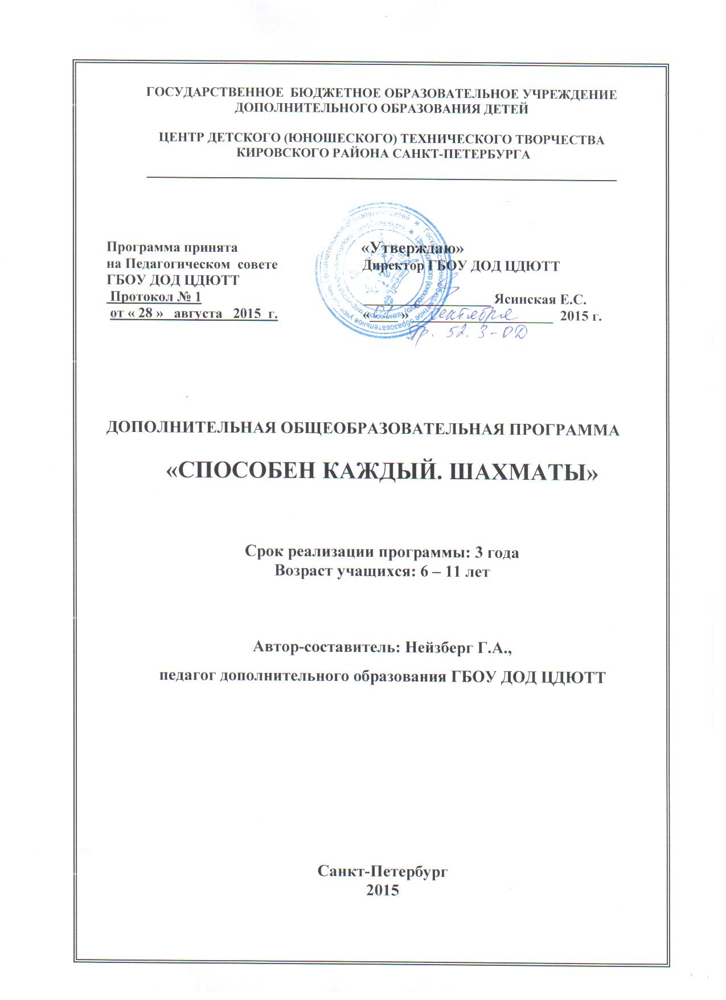 ГОСУДАРСТВЕННОЕ БЮДЖЕТНОЕ ОБРАЗОВАТЕЛЬНОЕ УЧРЕЖДЕНИЕ
ДОПОЛНИТЕЛЬНОГО ОБРАЗОВАНИЯ ДЕТЕЙ
ЦЕНТР ДЕТСКОГО (ЮНОШЕСКОГО) ТЕХНИЧЕСКОГО ТВОРЧЕСТВА
КИРОВСКОГО РАЙОНА САНКТ-ПЕТЕРБУРГА
Программа принята
на Педагогическом совете
ГБОУ ДОД ЦДЮТТ
Протокол № 1
от « 28 » августа 2015 г.
«Утверждаю»
Директор ГБОУ ДОД ЦДЮТТ
Ясинская Е.С.
«01» сентября 2015 г.
Пр. 52.3-ОД
ДОПОЛНИТЕЛЬНАЯ ОБЩЕОБРАЗОВАТЕЛЬНАЯ ПРОГРАММА
«СПОСОБЕН КАЖДЫЙ. ШАХМАТЫ»
Срок реализации программы: 3 года
Возраст учащихся: 6 – 11 лет
Автор-составитель: Нейзберг Г.А.,
педагог дополнительного образования ГБОУ ДОД ЦДЮТТ
Санкт-Петербург
2015